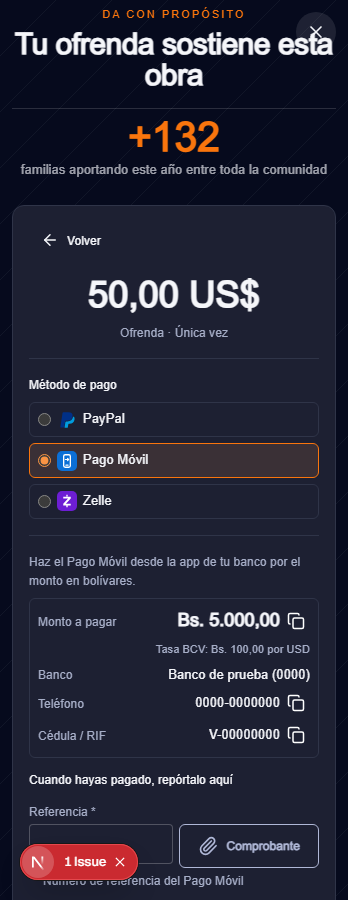 DA CON PROPÓSITO
Tu ofrenda sostiene esta
obra
+132
familias aportando este año entre toda la comunidad
Volver
50,00 US$
Ofrenda · Única vez
Método de pago
PayPal
Pago Móvil
Zelle
Haz el Pago Móvil desde la app de tu banco por el
monto en bolívares.
Monto a pagar Bs. 5.000,00
Tasa BCV: Bs. 100,00 por USD
Banco Banco de prueba (0000)
Teléfono 0000-0000000
Cédula / RIF V-00000000
Cuando hayas pagado, repórtalo aquí
Referencia *
Comprobante
N 1 Issue
Número de referencia del Pago Móvil